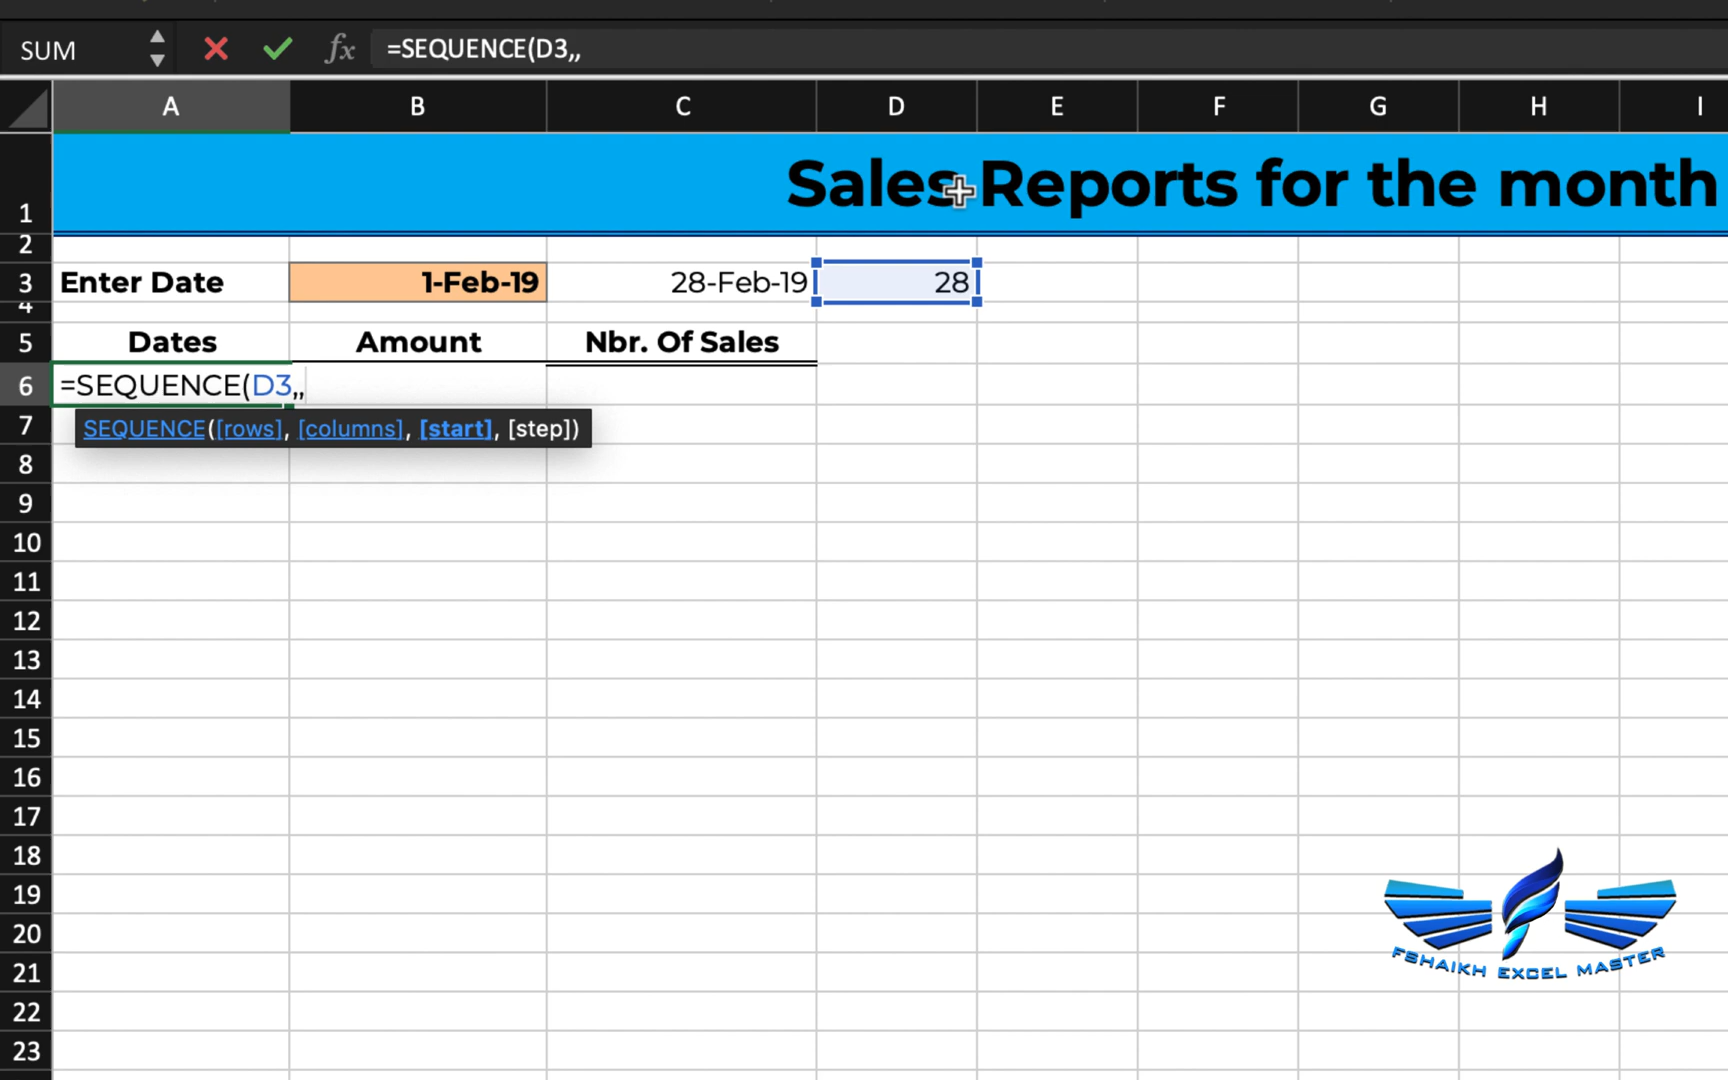 SUM fx =SEQUENCE(D3,,
A B C D E F G H I
1 Sales Reports for the month
2
3 Enter Date 1-Feb-19 28-Feb-19 28
4
5 Dates Amount Nbr. Of Sales
6 =SEQUENCE(D3,,
7 SEQUENCE([rows], [columns], [start], [step])
8
9
10
11
12
13
14
15
16
17
18
19
20
21
22
23
FSHAIKH EXCEL MASTER